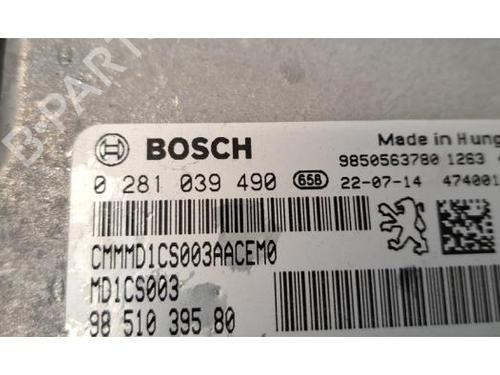 B-PARTS
BOSCH
Made in Hung
9850563780 1263
0 281 039 490 658 22-07-14 474001
CMMMD1CS003AACEM0
MD1CS003
98 510 395 80